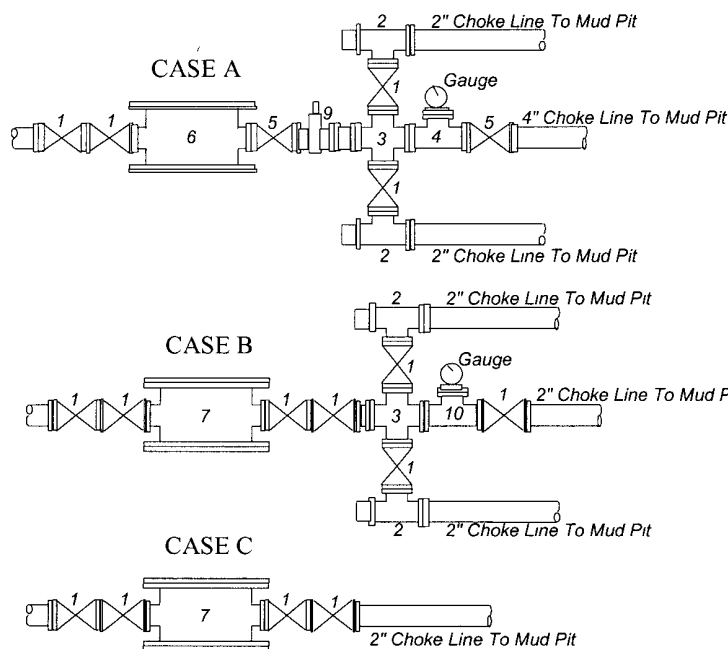 2
2" Choke Line To Mud Pit
CASE A
Gauge
1
1 1
6
5
9
3
4
5
4" Choke Line To Mud Pit
1
2
2" Choke Line To Mud Pit
2
2" Choke Line To Mud Pit
CASE B
1
Gauge
1 1
7
1 1
3
10
1
2" Choke Line To Mud P
1
2
2" Choke Line To Mud Pit
CASE C
1 1
7
1 1
2" Choke Line To Mud Pit